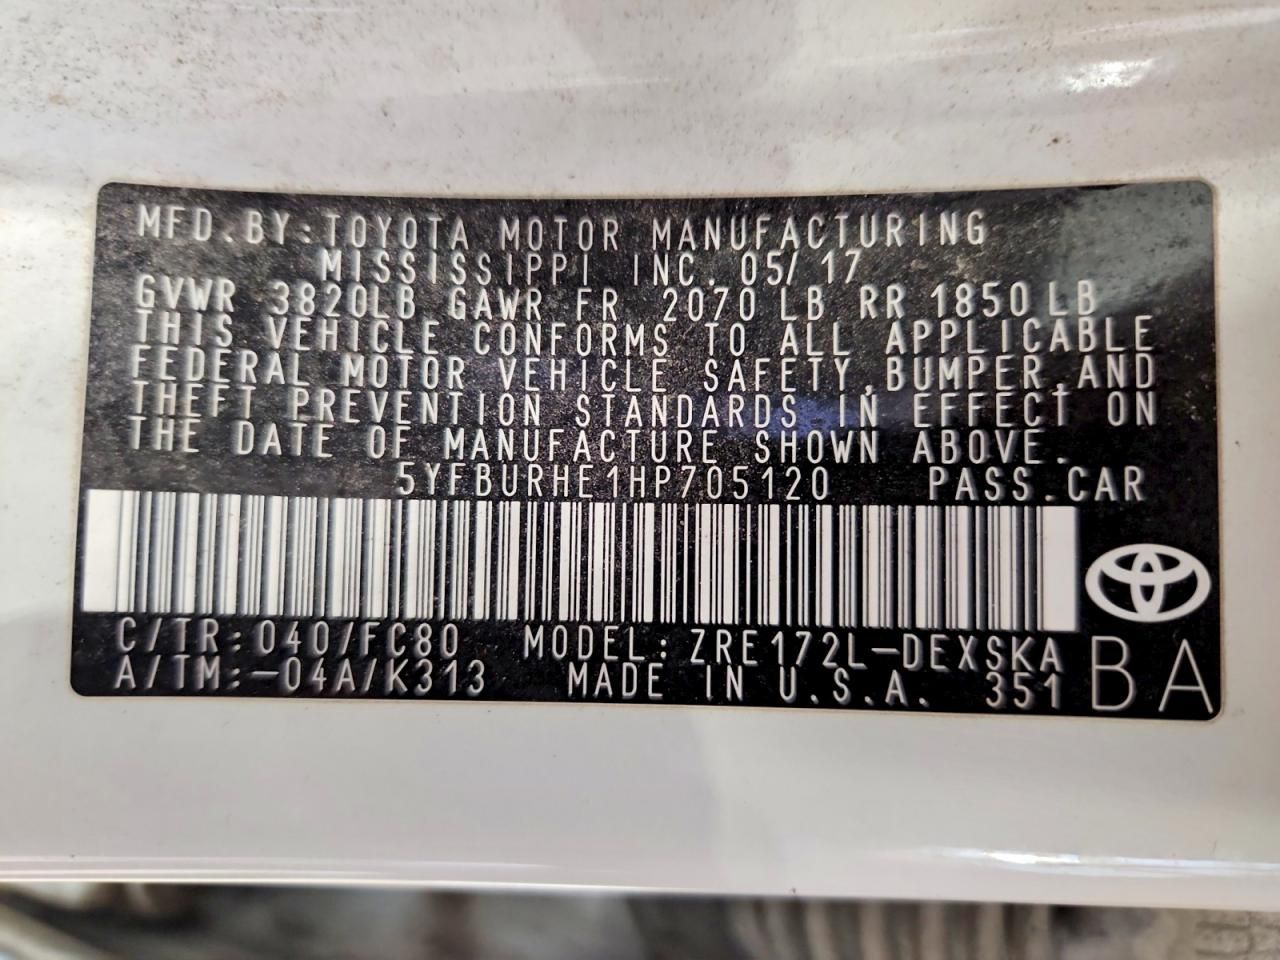 MFD.BY:TOYOTA MOTOR MANUFACTURING
MISSISSIPPI INC. 05/17
GVWR 3820LB GAWR FR 2070 LB RR 1850LB
THIS VEHICLE CONFORMS TO ALL APPLICABLE
FEDERAL MOTOR VEHICLE SAFETY,BUMPER,AND
THEFT PREVENTION STANDARDS IN EFFECT ON
THE DATE OF MANUFACTURE SHOWN ABOVE.
5YFBURHE1HP705120 PASS.CAR
C/TR:040/FC80 MODEL:ZRE172L-DEXSKA
A/TM:-04A/K313 MADE IN U.S.A. 351 BA